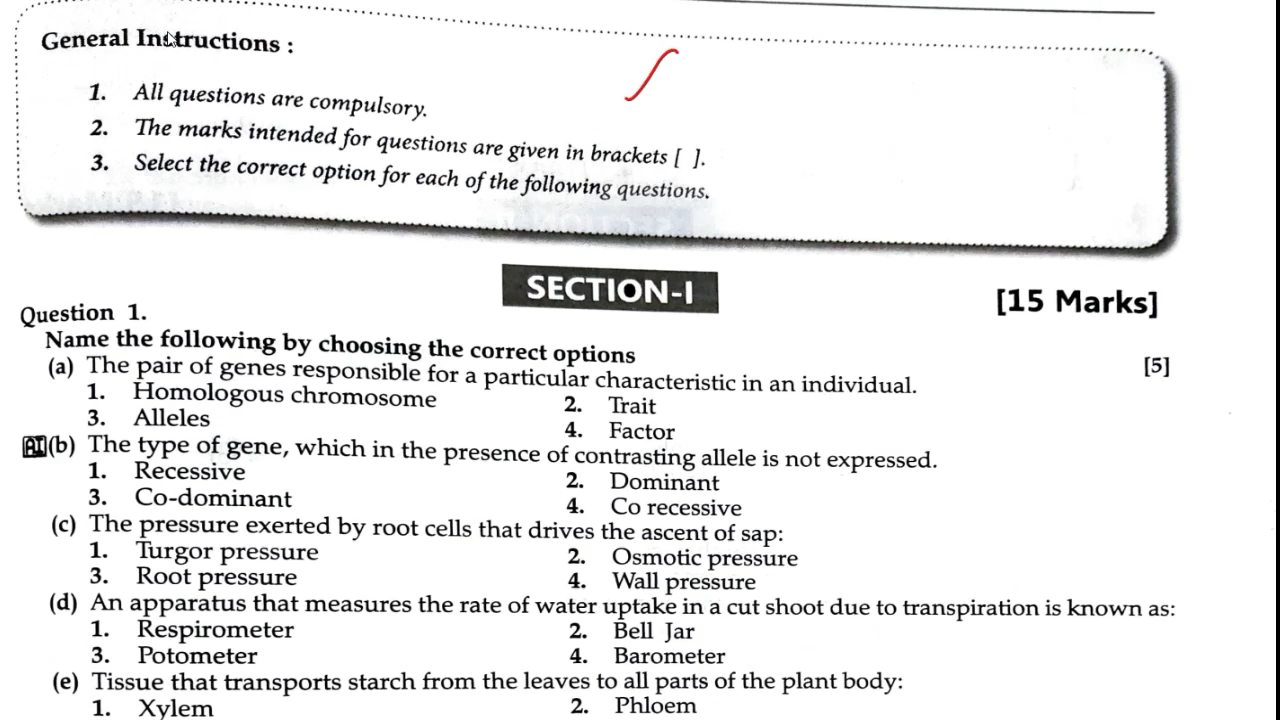 General Instructions :
1. All questions are compulsory.
2. The marks intended for questions are given in brackets [ ].
3. Select the correct option for each of the following questions.
SECTION-I
[15 Marks]
Question 1.
Name the following by choosing the correct options [5]
(a) The pair of genes responsible for a particular characteristic in an individual.
1. Homologous chromosome 2. Trait
3. Alleles 4. Factor
AI (b) The type of gene, which in the presence of contrasting allele is not expressed.
1. Recessive 2. Dominant
3. Co-dominant 4. Co recessive
(c) The pressure exerted by root cells that drives the ascent of sap:
1. Turgor pressure 2. Osmotic pressure
3. Root pressure 4. Wall pressure
(d) An apparatus that measures the rate of water uptake in a cut shoot due to transpiration is known as:
1. Respirometer 2. Bell Jar
3. Potometer 4. Barometer
(e) Tissue that transports starch from the leaves to all parts of the plant body:
1. Xylem 2. Phloem